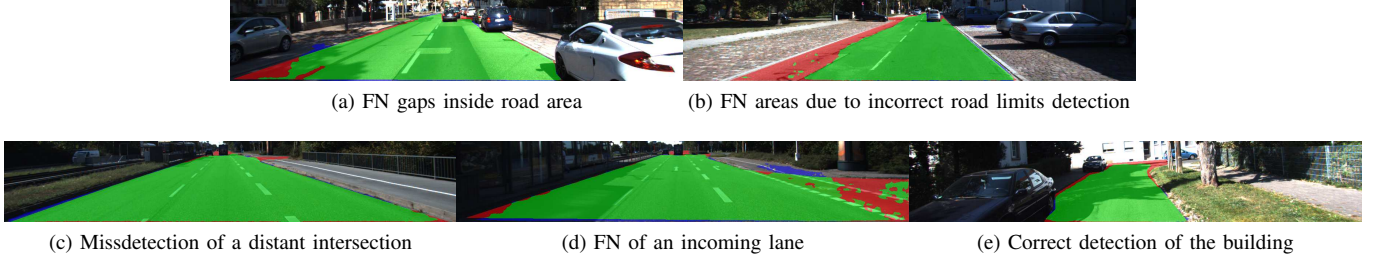 (a) FN gaps inside road area
(b) FN areas due to incorrect road limits detection
(c) Missdetection of a distant intersection
(d) FN of an incoming lane
(e) Correct detection of the building